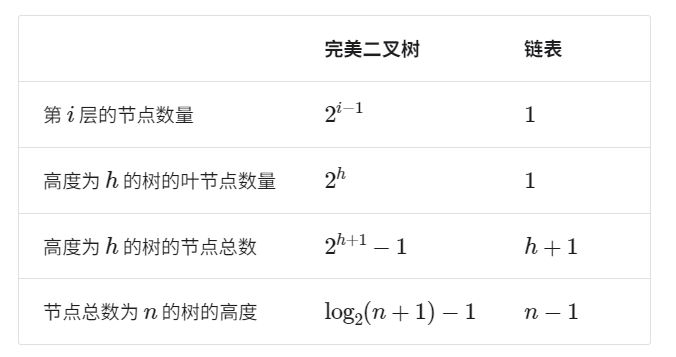 完美二叉树 链表
第 i 层的节点数量 2^{i−1} 1
高度为 h 的树的叶节点数量 2^h 1
高度为 h 的树的节点总数 2^{h+1} − 1 h + 1
节点总数为 n 的树的高度 log₂(n + 1) − 1 n − 1